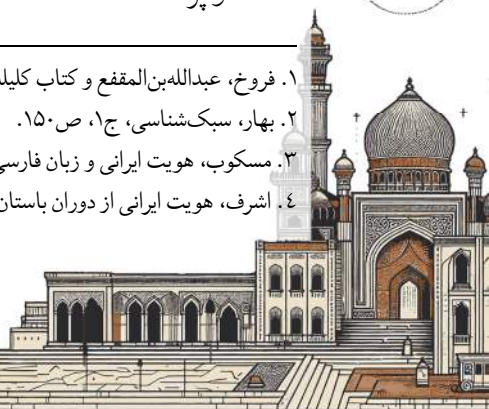 ۱. فروخ، عبدالله‌بن‌المقفع و کتاب کلیله
۲. بهار، سبک‌شناسی، ج۱، ص۱۵۰.
۳. مسکوب، هویت ایرانی و زبان فارسی
٤. اشرف، هویت ایرانی از دوران باستان